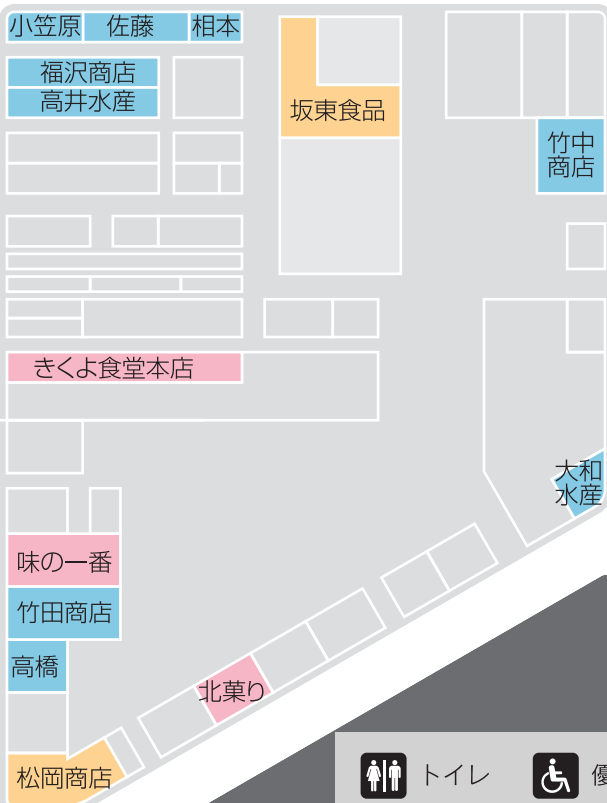 小笠原 佐藤 相本
福沢商店
高井水産
坂東食品
竹中
商店
きくよ食堂本店
大和
水産
味の一番
竹田商店
高橋
北菓り
松岡商店
トイレ 優